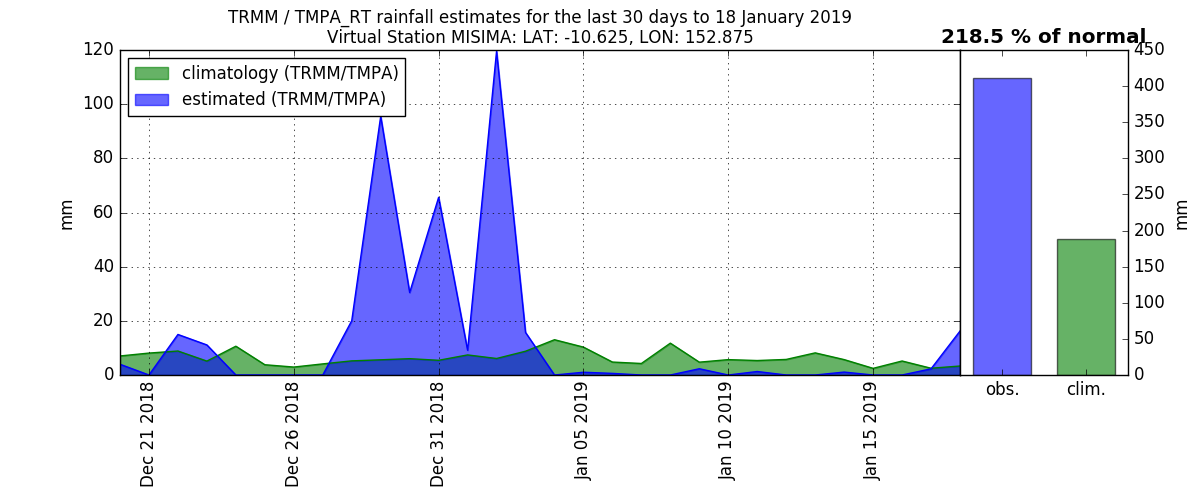 TRMM / TMPA_RT rainfall estimates for the last 30 days to 18 January 2019
Virtual Station MISIMA: LAT: -10.625, LON: 152.875
218.5 % of normal
climatology (TRMM/TMPA)
estimated (TRMM/TMPA)
mm
120
100
80
60
40
20
0
Dec 21 2018
Dec 26 2018
Dec 31 2018
Jan 05 2019
Jan 10 2019
Jan 15 2019
obs.
clim.
450
400
350
300
250
200
150
100
50
0
mm